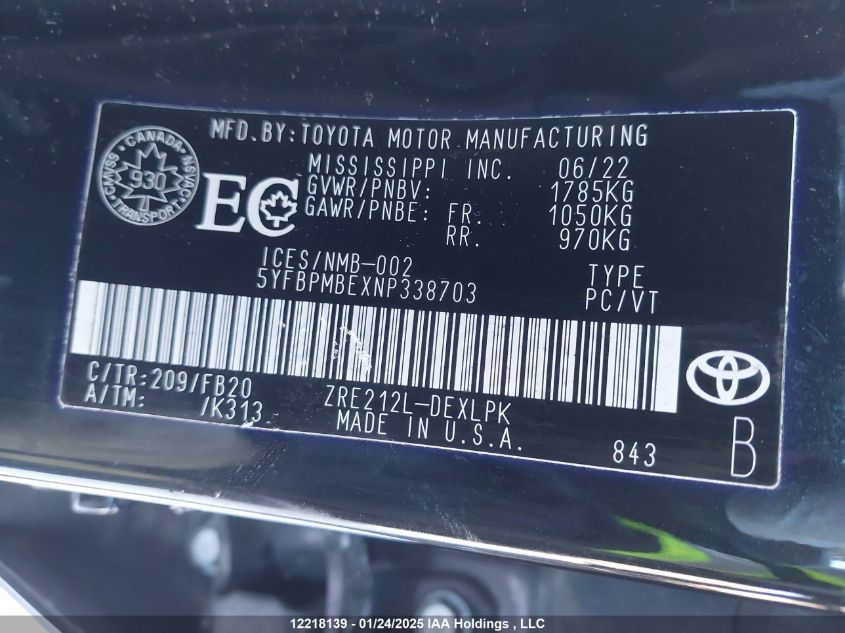 MFD.BY:TOYOTA MOTOR MANUFACTURING
MISSISSIPPI INC. 06/22
GVWR/PNBV: 1785KG
GAWR/PNBE: FR. 1050KG
RR. 970KG
CANADA
CMVSS NSVAC
930
TRANSPORT
EC
ICES/NMB-002
5YFBPMBEXNP338703
TYPE
PC/VT
C/TR:209/FB20
A/TM: /K313
ZRE212L-DEXLPK
MADE IN U.S.A.
843
B
12218139 - 01/24/2025 IAA Holdings , LLC